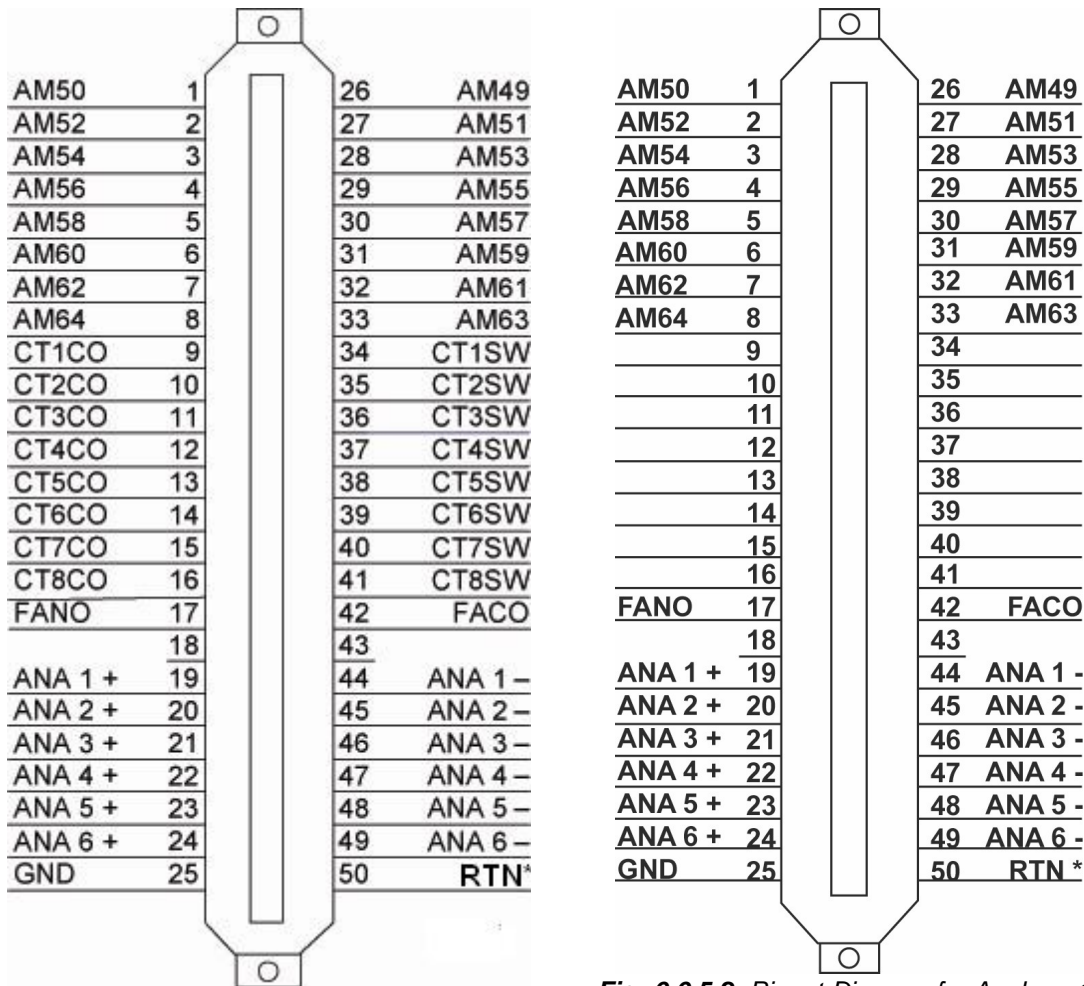 AM50 1 26 AM49
AM52 2 27 AM51
AM54 3 28 AM53
AM56 4 29 AM55
AM58 5 30 AM57
AM60 6 31 AM59
AM62 7 32 AM61
AM64 8 33 AM63
CT1CO 9 34 CT1SW
CT2CO 10 35 CT2SW
CT3CO 11 36 CT3SW
CT4CO 12 37 CT4SW
CT5CO 13 38 CT5SW
CT6CO 14 39 CT6SW
CT7CO 15 40 CT7SW
CT8CO 16 41 CT8SW
FANO 17 42 FACO
18 43
ANA 1 + 19 44 ANA 1 –
ANA 2 + 20 45 ANA 2 –
ANA 3 + 21 46 ANA 3 –
ANA 4 + 22 47 ANA 4 –
ANA 5 + 23 48 ANA 5 –
ANA 6 + 24 49 ANA 6 –
GND 25 50 RTN*
AM50 1 26 AM49
AM52 2 27 AM51
AM54 3 28 AM53
AM56 4 29 AM55
AM58 5 30 AM57
AM60 6 31 AM59
AM62 7 32 AM61
AM64 8 33 AM63
9 34
10 35
11 36
12 37
13 38
14 39
15 40
16 41
FANO 17 42 FACO
18 43
ANA 1 + 19 44 ANA 1 -
ANA 2 + 20 45 ANA 2 -
ANA 3 + 21 46 ANA 3 -
ANA 4 + 22 47 ANA 4 -
ANA 5 + 23 48 ANA 5 -
ANA 6 + 24 49 ANA 6 -
GND 25 50 RTN *